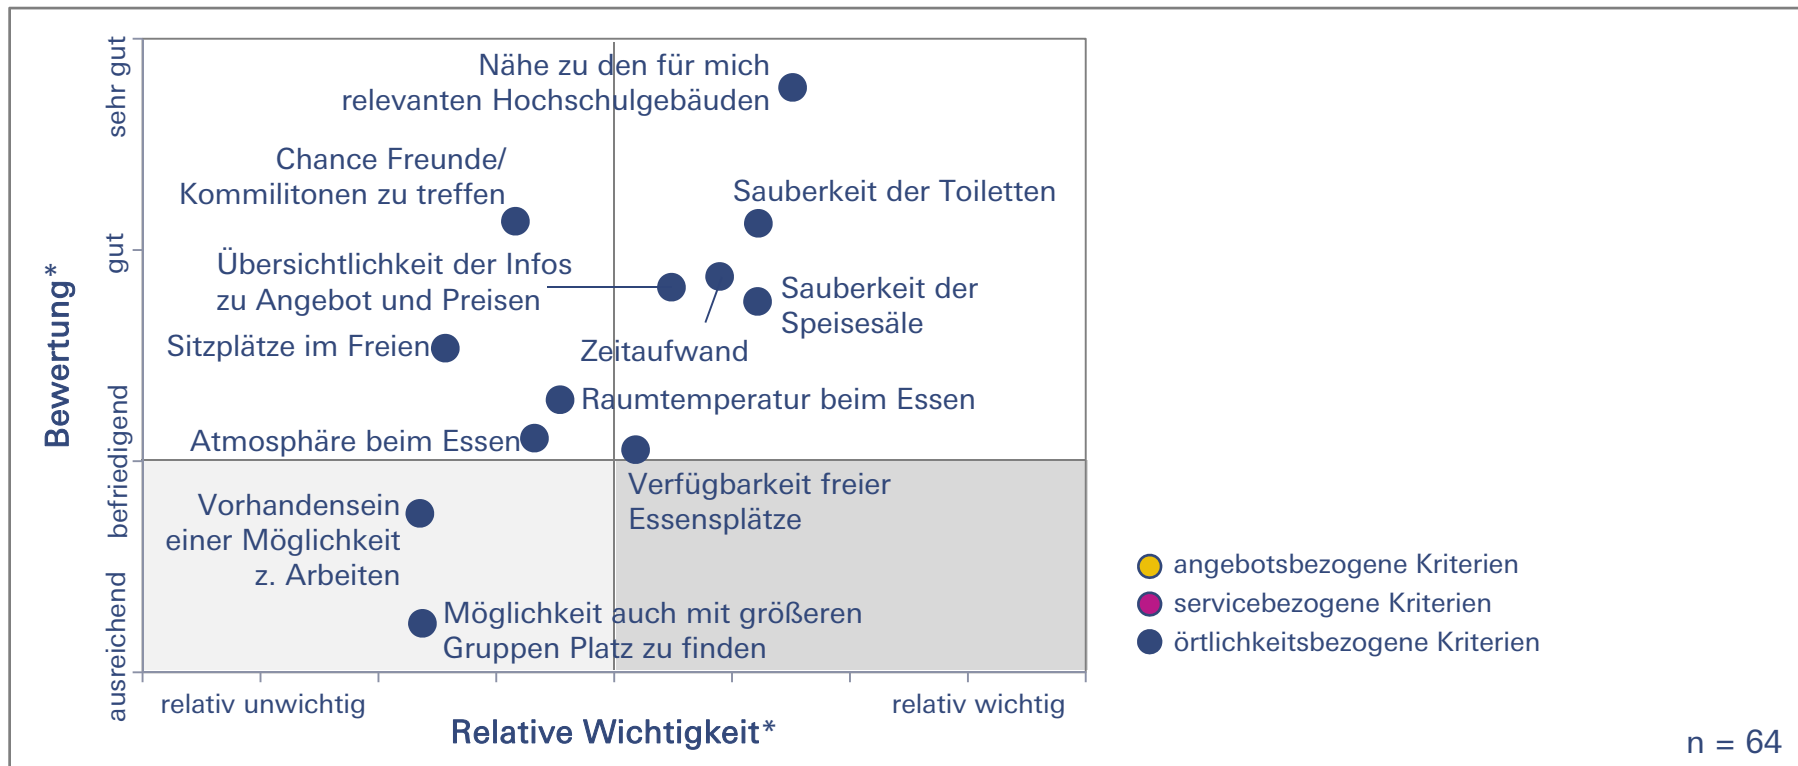 sehr gut
gut
befriedigend
ausreichend
Bewertung*
Nähe zu den für mich
relevanten Hochschulgebäuden
Chance Freunde/
Kommilitonen zu treffen
Sauberkeit der Toiletten
Übersichtlichkeit der Infos
zu Angebot und Preisen
Sauberkeit der
Speisesäle
Sitzplätze im Freien
Zeitaufwand
Raumtemperatur beim Essen
Atmosphäre beim Essen
Verfügbarkeit freier
Essensplätze
Vorhandensein
einer Möglichkeit
z. Arbeiten
Möglichkeit auch mit größeren
Gruppen Platz zu finden
relativ unwichtig
relativ wichtig
Relative Wichtigkeit*
angebotsbezogene Kriterien
servicebezogene Kriterien
örtlichkeitsbezogene Kriterien
n = 64